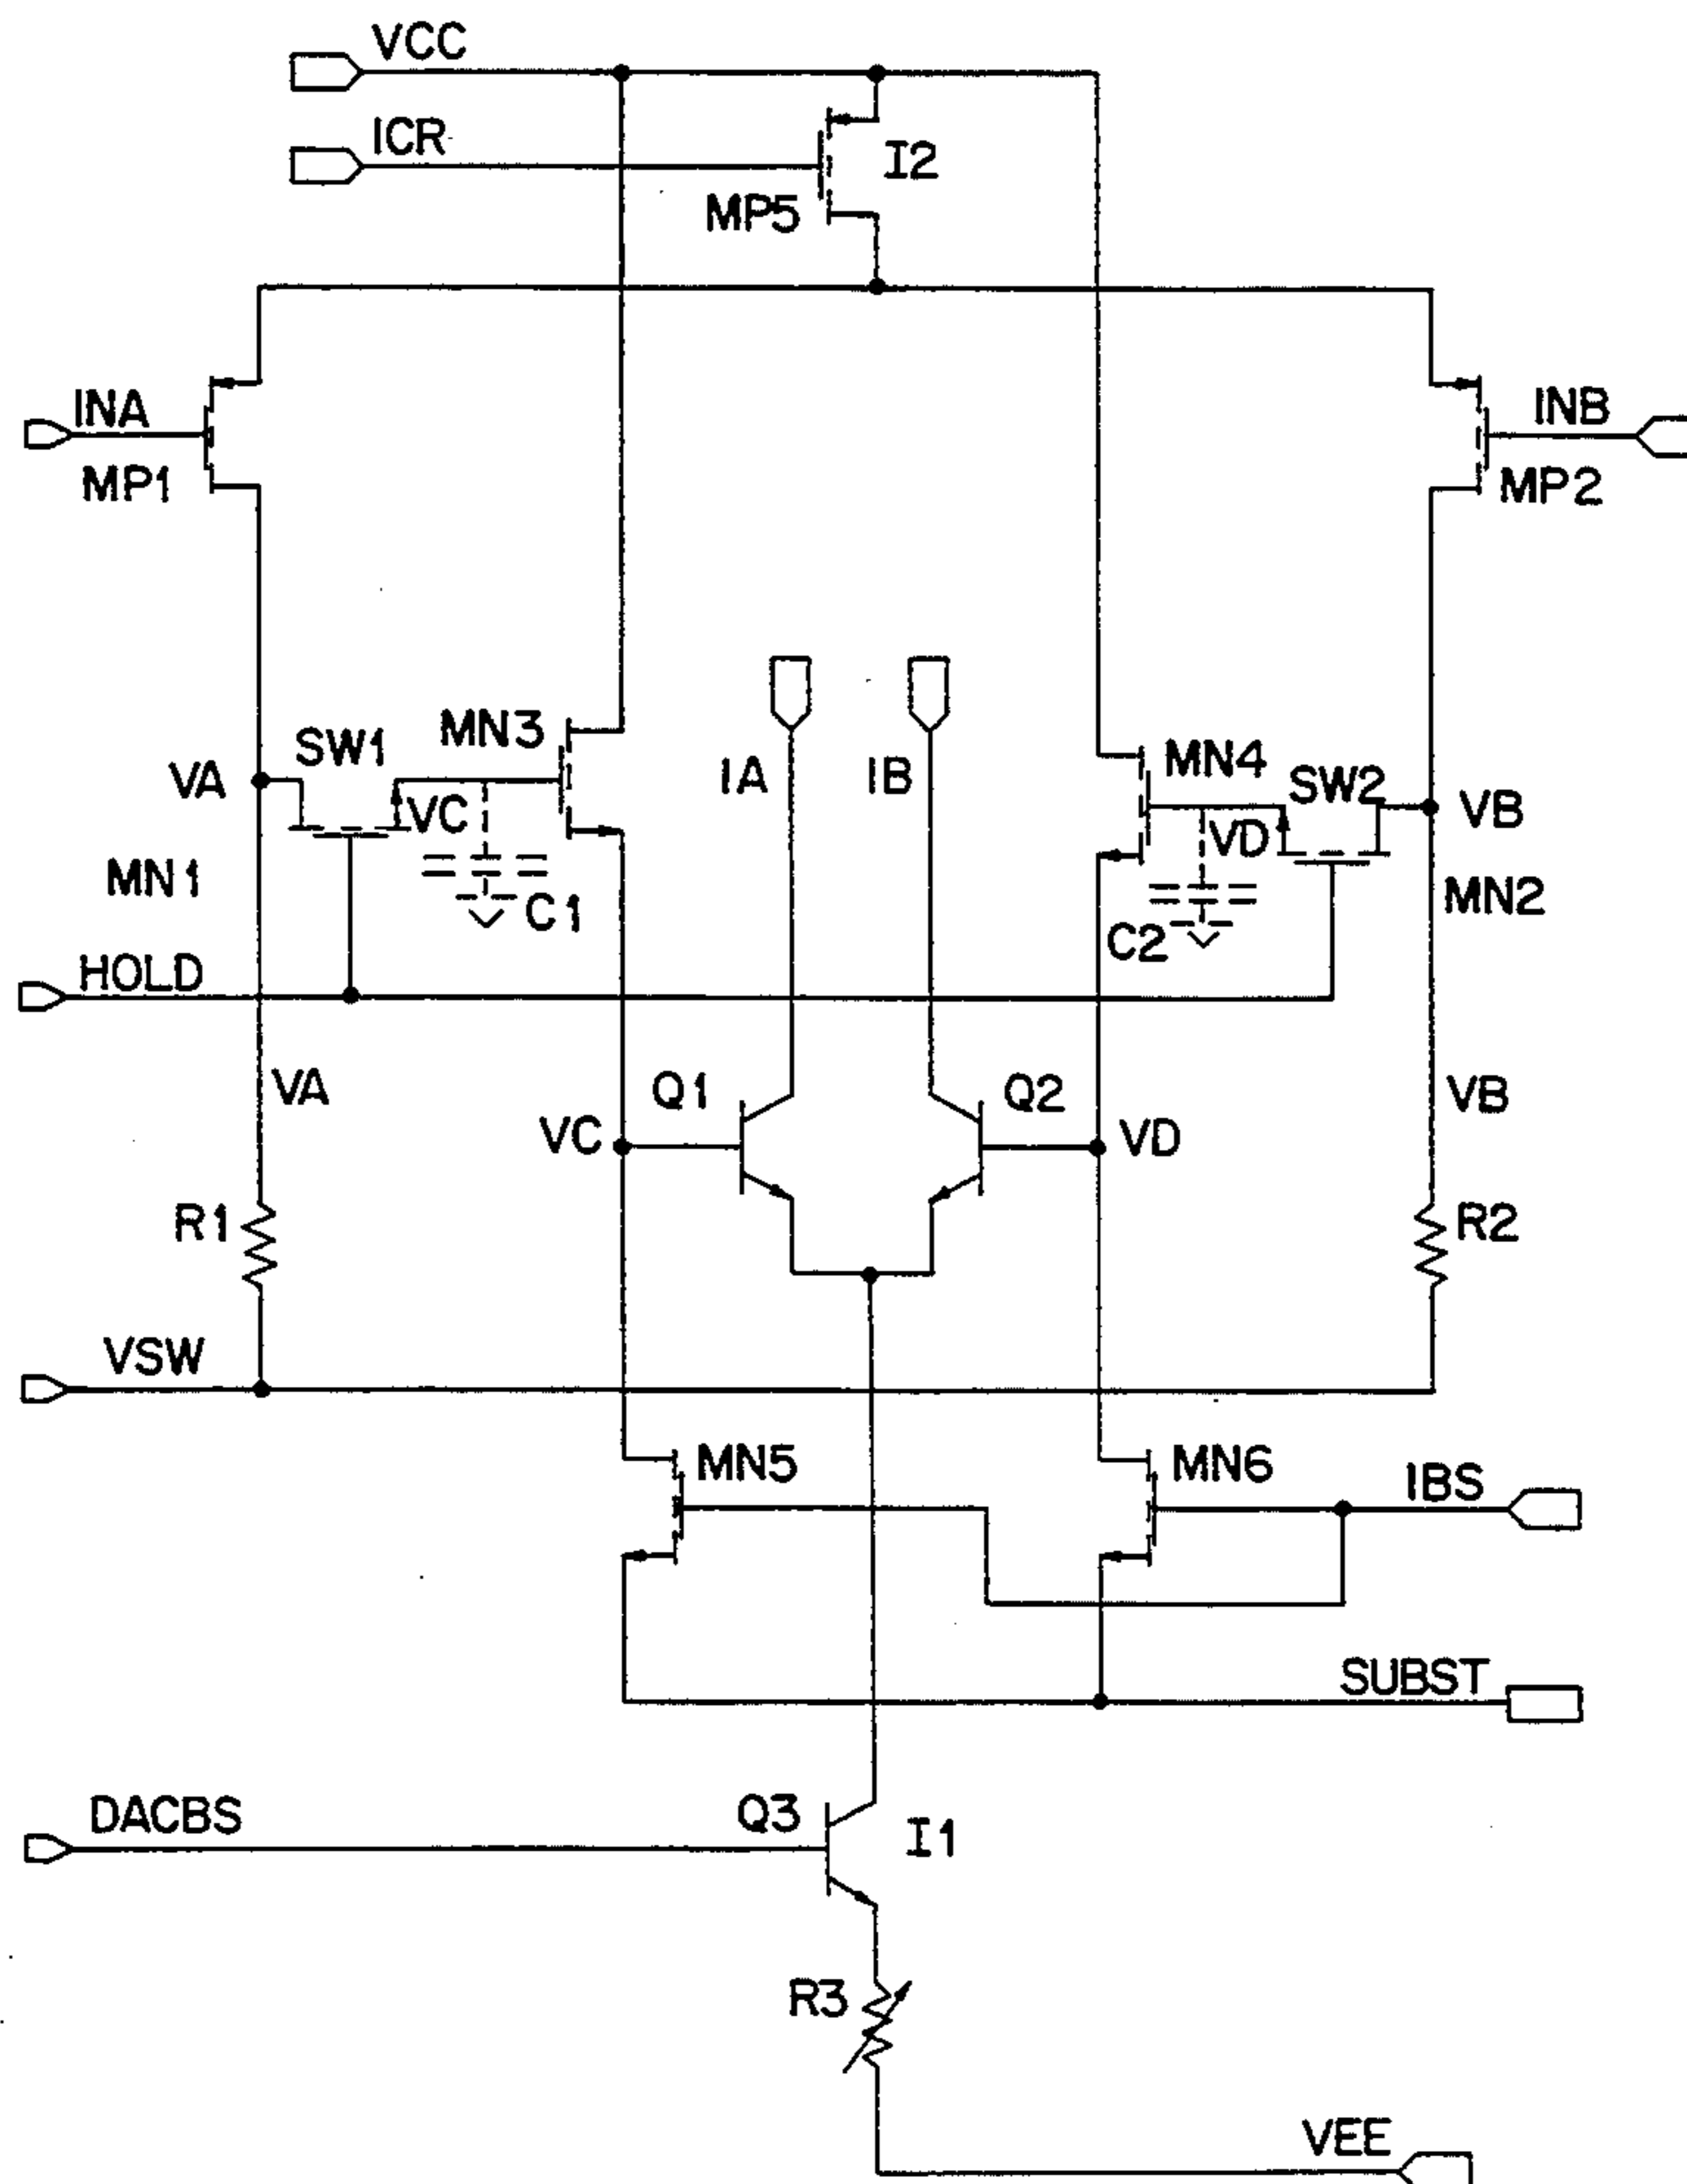 VCC
ICR
I2
MP5
INA
INB
MP1
MP2
MN3
SW1
IA
IB
MN4
SW2
VA
VC
VD
VB
MN1
C1
C2
MN2
HOLD
VA
Q1
Q2
VB
VC
VD
R1
R2
VSW
MN5
MN6
IBS
SUBST
DACBS
Q3
I1
R3
VEE